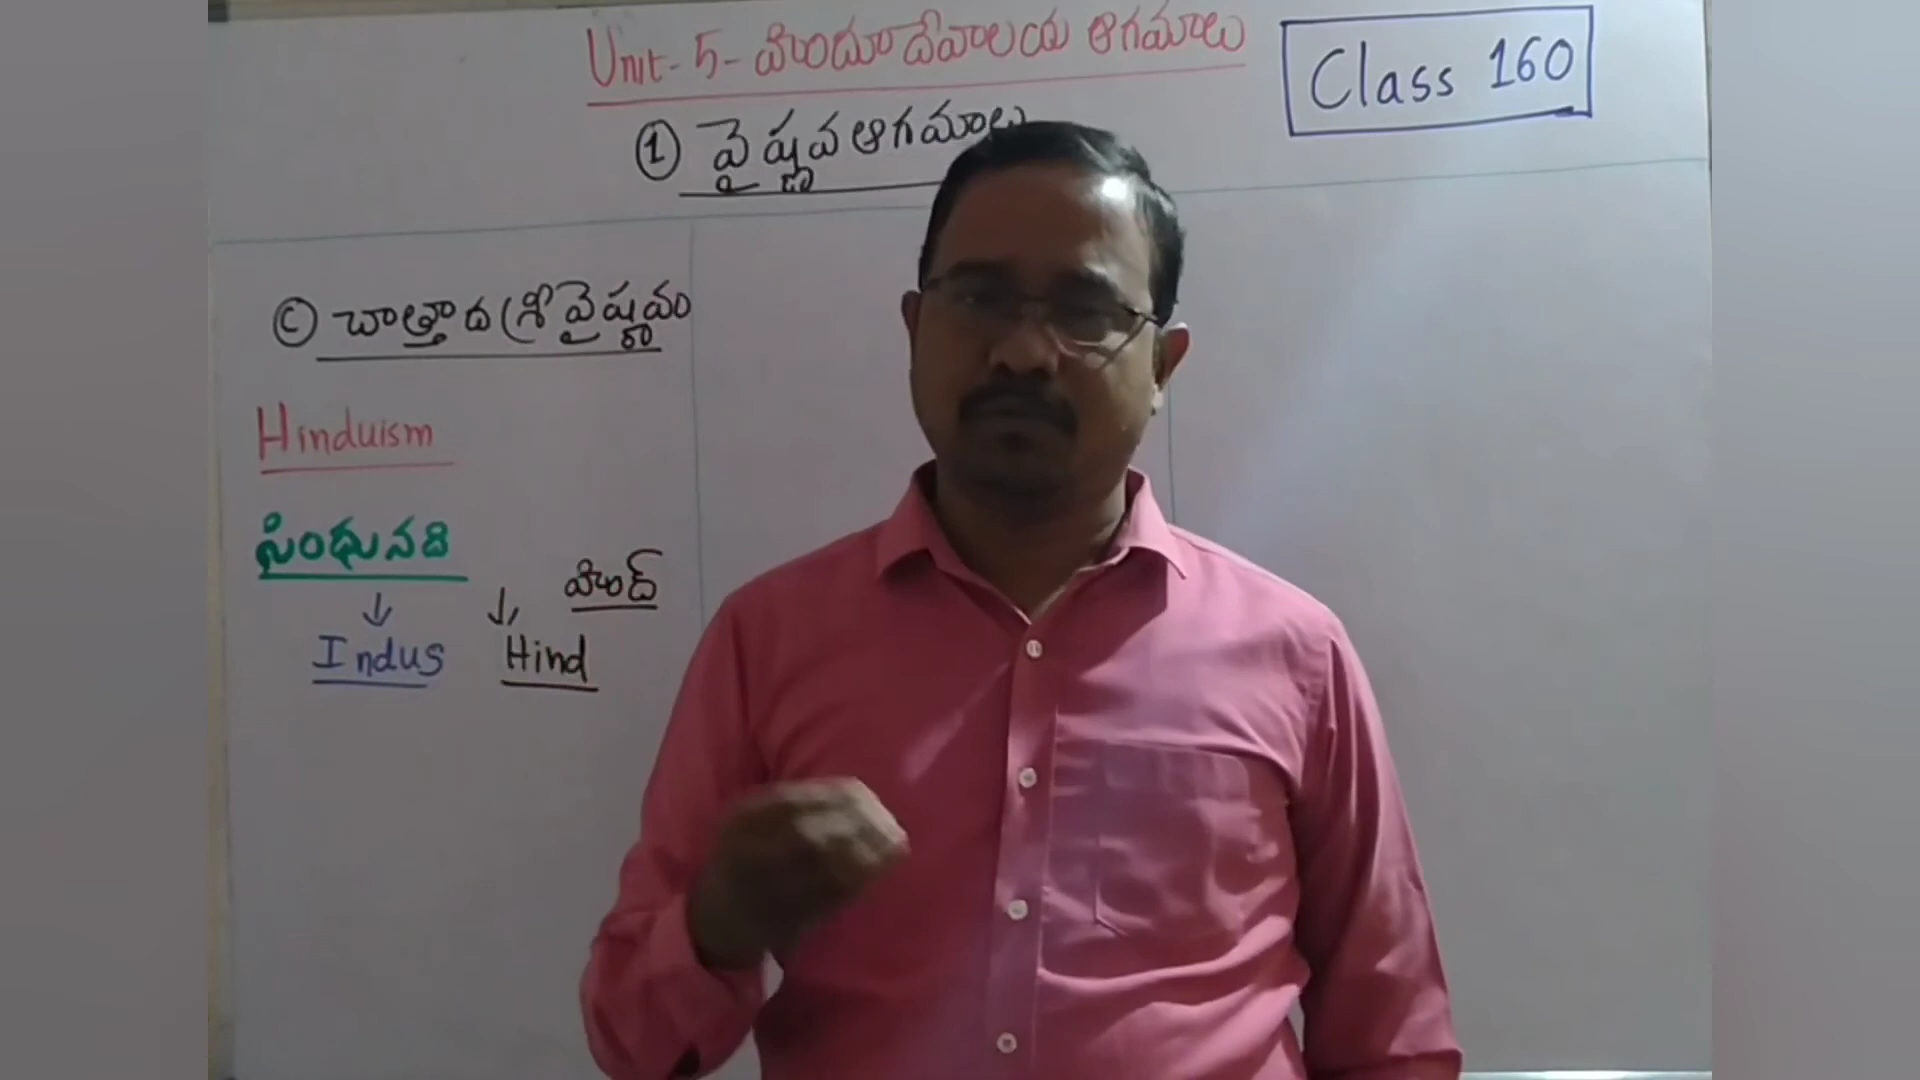 Unit - 5 - హిందూ దేవాలయ ఆగమాలు
Class 160
① వైష్ణవ ఆగమాలు
© చాత్తాద శ్రీ వైష్ణవం
Hinduism
సింధునది
హింద్
Indus
Hind